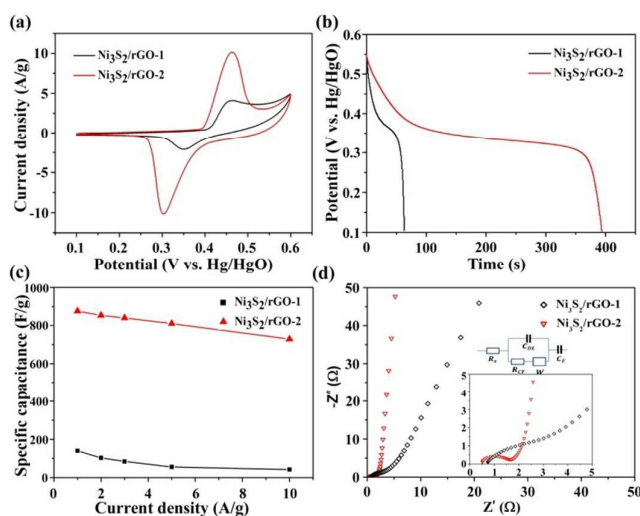 (a)
Ni3S2/rGO-1
Ni3S2/rGO-2
Current density (A/g)
10
5
0
-5
-10
0.1 0.2 0.3 0.4 0.5 0.6
Potential (V vs. Hg/HgO)
(b)
Ni3S2/rGO-1
Ni3S2/rGO-2
Potential (V vs. Hg/HgO)
0.6
0.5
0.4
0.3
0.2
0.1
0 100 200 300 400
Time (s)
(c)
Ni3S2/rGO-1
Ni3S2/rGO-2
Specific capacitance (F/g)
1000
800
600
400
200
0
0 2 4 6 8 10
Current density (A/g)
(d)
Ni3S2/rGO-1
Ni3S2/rGO-2
-Z" (Ω)
50
40
30
20
10
0
0 10 20 30 40 50
Z' (Ω)
CDL
Rs
RCT
W
CF
5
4
3
2
1
0
0 1 2 3 4 5